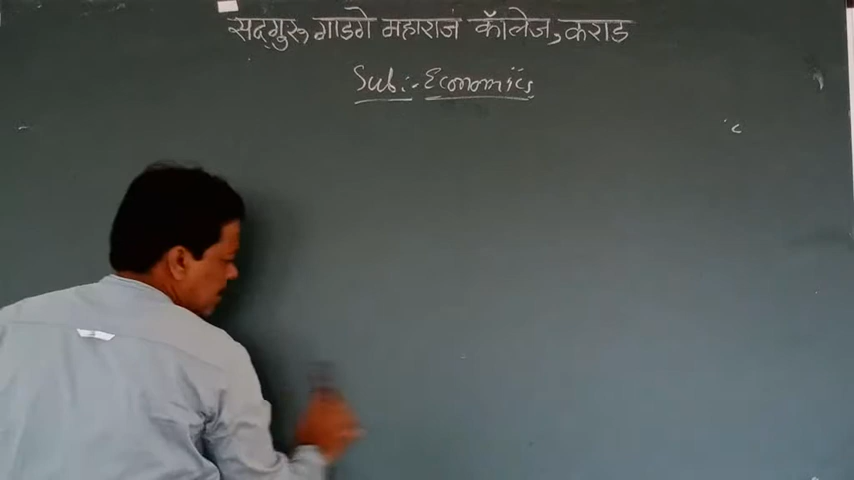 सद्गुरू गाडगे महाराज कॉलेज, कराड
Sub:- Economics